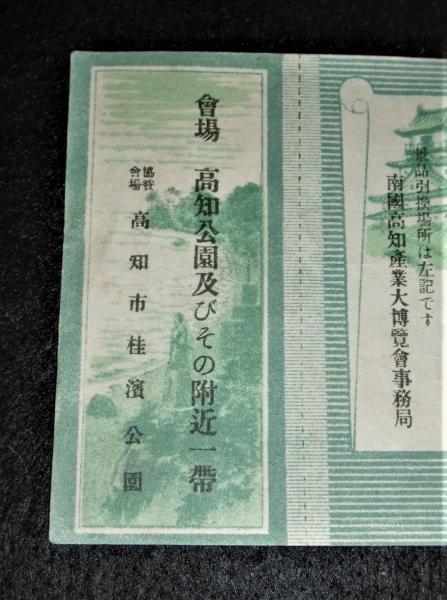 景品引換場所は左記です
南國高知產業大博覽會事務局
會場　高知公園及びその附近一帶
協賛會場　高知市桂濱公園